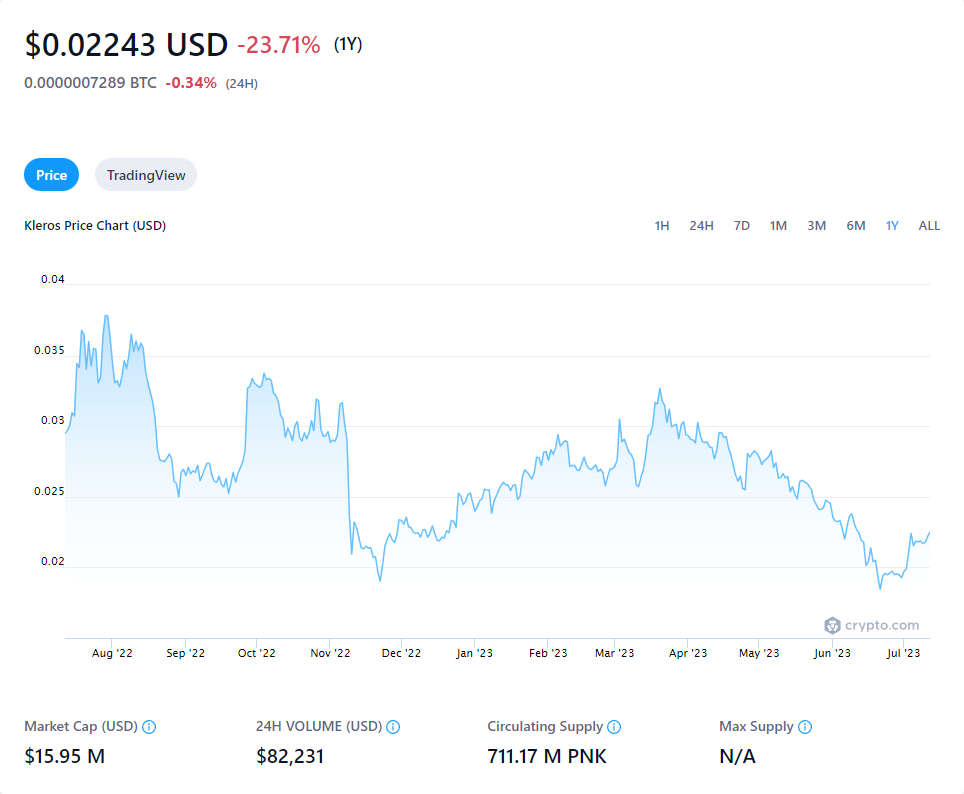 $0.02243 USD -23.71% (1Y)
0.0000007289 BTC -0.34% (24H)
Price TradingView
Kleros Price Chart (USD) 1H 24H 7D 1M 3M 6M 1Y ALL
0.04
0.035
0.03
0.025
0.02
crypto.com
Aug '22 Sep '22 Oct '22 Nov '22 Dec '22 Jan '23 Feb '23 Mar '23 Apr '23 May '23 Jun '23 Jul '23
Market Cap (USD) 24H VOLUME (USD) Circulating Supply Max Supply
$15.95 M $82,231 711.17 M PNK N/A